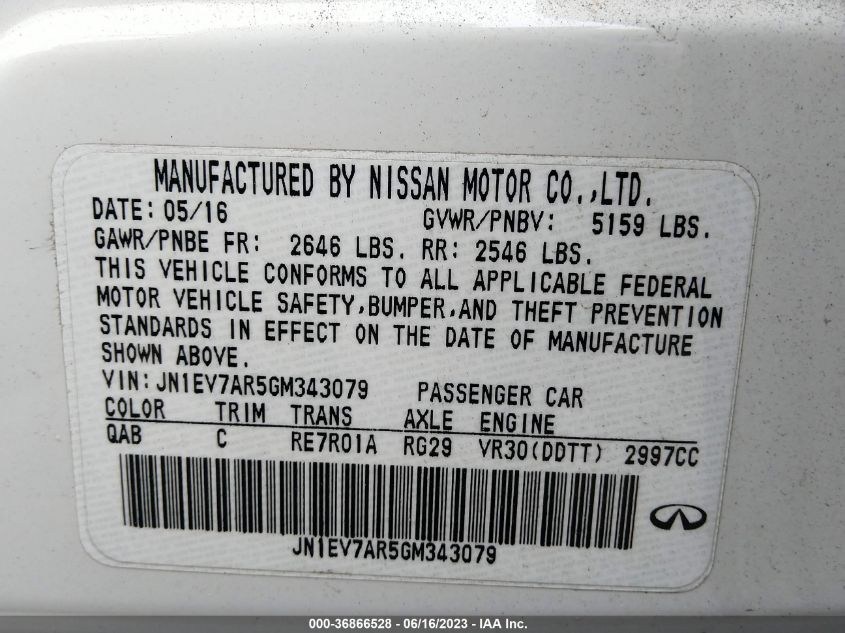 MANUFACTURED BY NISSAN MOTOR CO.,LTD.
DATE: 05/16 GVWR/PNBV: 5159 LBS.
GAWR/PNBE FR: 2646 LBS. RR: 2546 LBS.
THIS VEHICLE CONFORMS TO ALL APPLICABLE FEDERAL
MOTOR VEHICLE SAFETY,BUMPER,AND THEFT PREVENTION
STANDARDS IN EFFECT ON THE DATE OF MANUFACTURE
SHOWN ABOVE.
VIN:JN1EV7AR5GM343079 PASSENGER CAR
COLOR TRIM TRANS AXLE ENGINE
QAB C RE7R01A RG29 VR30(DDTT) 2997CC
JN1EV7AR5GM343079
000-36866528 - 06/16/2023 - IAA Inc.